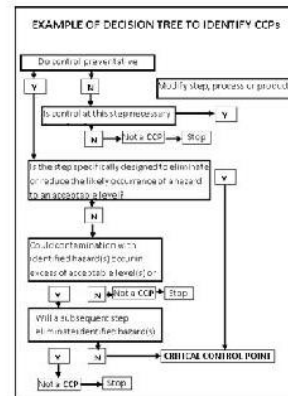 EXAMPLE OF DECISION TREE TO IDENTIFY CCPs
Do control preventative
Y
N
Modify step, process or product
Is control at this step necessary
Y
N
Not a CCP
Stop
Is the step specifically designed to eliminate
or reduce the likely occurrence of a hazard
to an acceptable level?
Y
N
Could contamination with
identified hazard(s) occur in
excess of acceptable level(s) or
Y
N
Not a CCP
Stop
Will a subsequent step
eliminate identified hazard(s)
Y
N
CRITICAL CONTROL POINT
Not a CCP
Stop